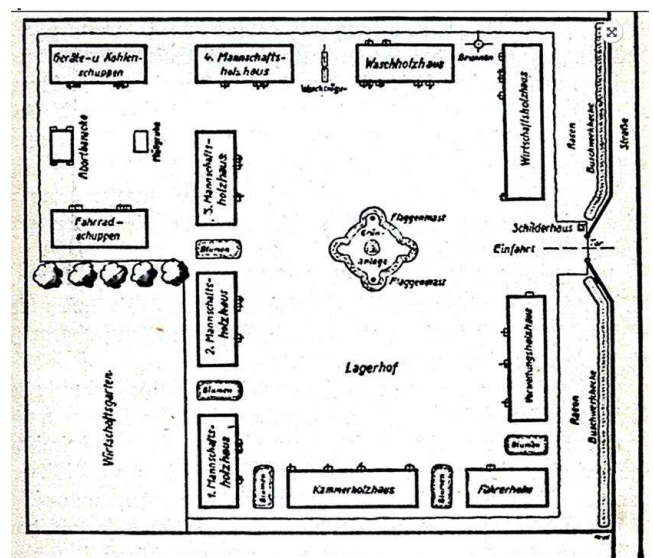 Geräte-u Kohlen-
schuppen
4. Mannschafts-
holzhaus
Waschholzhaus
Brunnen
Wirtschaftsholzhaus
Rasen
Buschwerkhecke
Straße
Abortbaracke
Müllgrube
3. Mannschafts-
holzhaus
Fahrrad-
schuppen
Blumen
Flaggenmast
Grün-
anlage
Flaggenmast
Schilderhaus
Einfahrt
Tor
2. Mannschafts-
holzhaus
Lagerhof
Verwaltungsholzhaus
Rasen
Buschwerkhecke
Wirtschaftsgarten
Blumen
1. Mannschafts-
holzhaus
Blumen
Kammerholzhaus
Blumen
Blumen